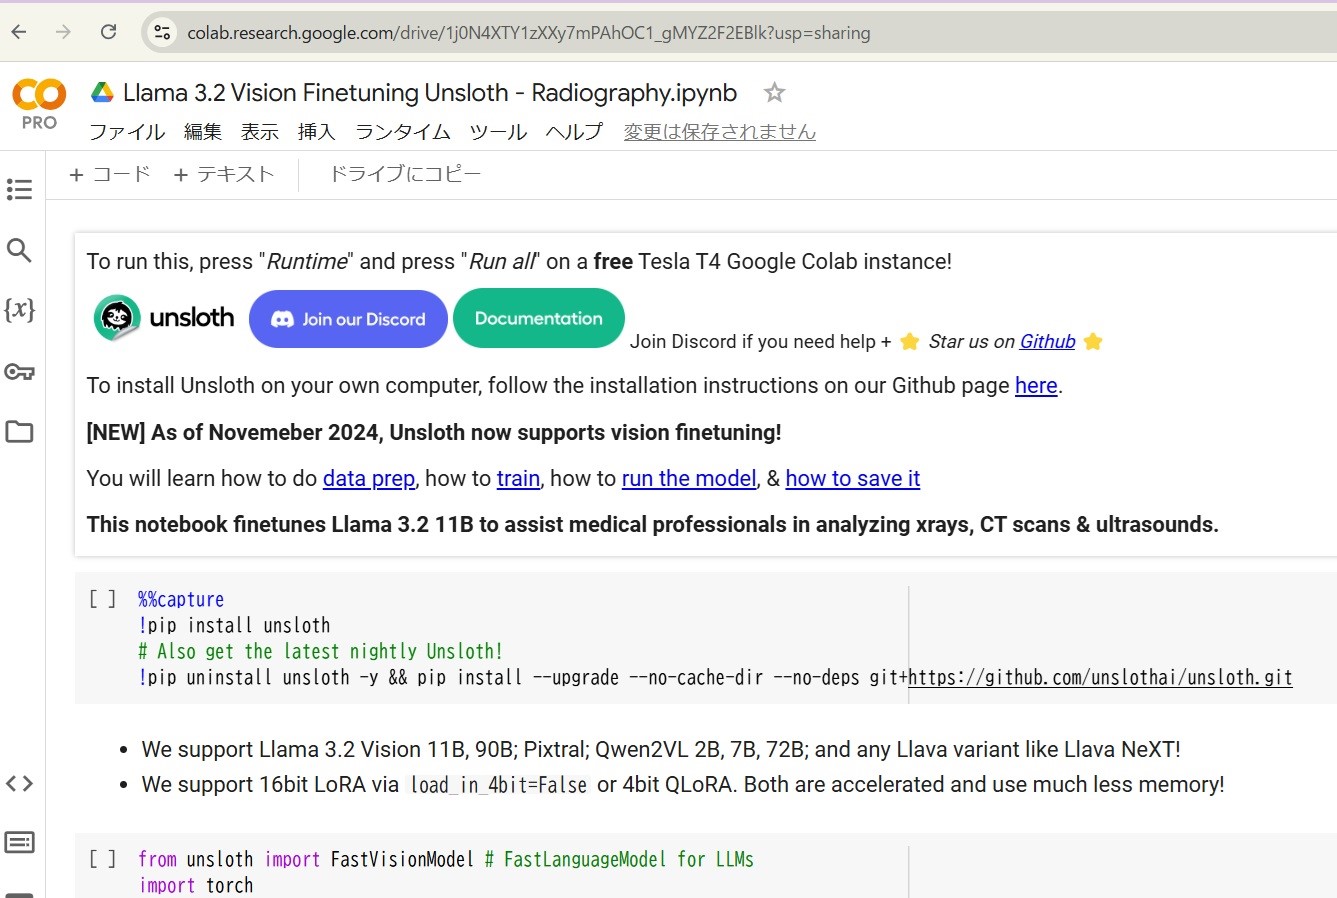 colab.research.google.com/drive/1j0N4XTY1zXXy7mPAhOC1_gMYZ2F2EBlk?usp=sharing
CO
PRO
Llama 3.2 Vision Finetuning Unsloth - Radiography.ipynb
ファイル 編集 表示 挿入 ランタイム ツール ヘルプ 変更は保存されません
+ コード + テキスト ドライブにコピー
{x}
To run this, press "Runtime" and press "Run all" on a free Tesla T4 Google Colab instance!
unsloth Join our Discord Documentation Join Discord if you need help + ⭐ Star us on Github ⭐
To install Unsloth on your own computer, follow the installation instructions on our Github page here.
[NEW] As of Novemeber 2024, Unsloth now supports vision finetuning!
You will learn how to do data prep, how to train, how to run the model, & how to save it
This notebook finetunes Llama 3.2 11B to assist medical professionals in analyzing xrays, CT scans & ultrasounds.
[ ] %%capture
!pip install unsloth
# Also get the latest nightly Unsloth!
!pip uninstall unsloth -y && pip install --upgrade --no-cache-dir --no-deps git+https://github.com/unslothai/unsloth.git
• We support Llama 3.2 Vision 11B, 90B; Pixtral; Qwen2VL 2B, 7B, 72B; and any Llava variant like Llava NeXT!
• We support 16bit LoRA via load_in_4bit=False or 4bit QLoRA. Both are accelerated and use much less memory!
[ ] from unsloth import FastVisionModel # FastLanguageModel for LLMs
import torch